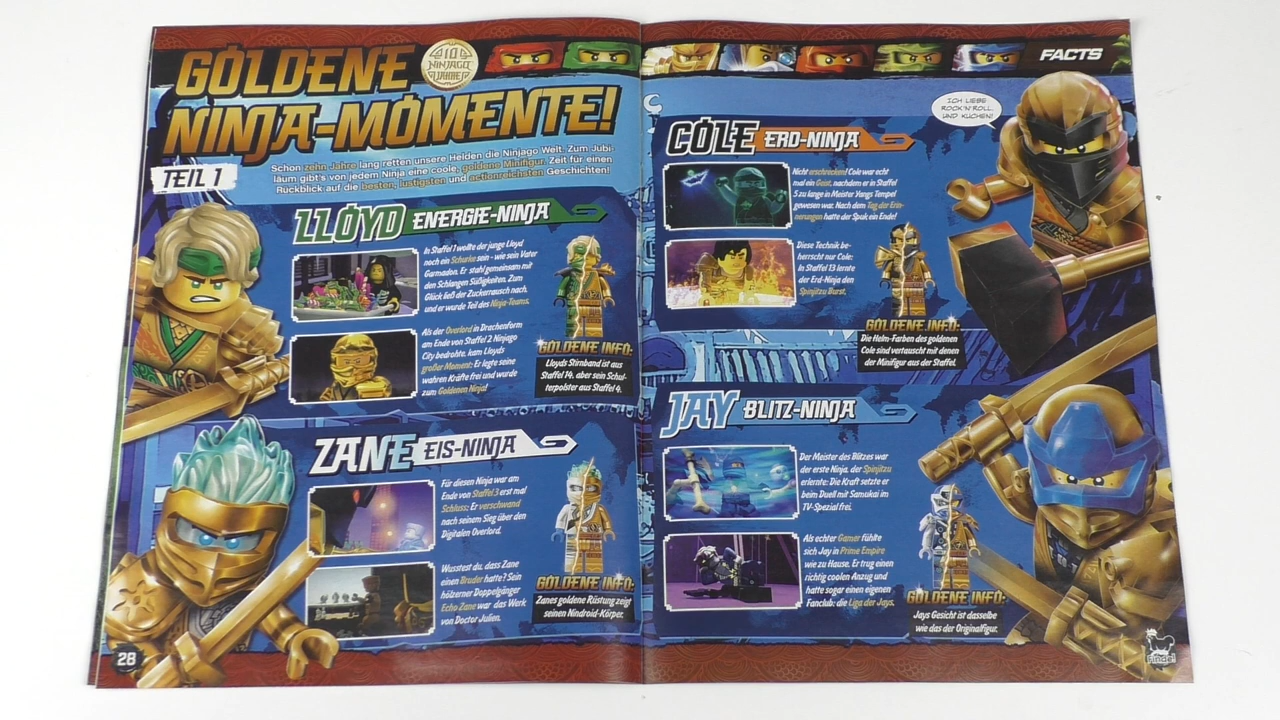 GOLDENE
NINJA-MOMENTE!
10
NINJAGO
JAHRE
Schon zehn Jahre lang retten unsere Helden die Ninjago Welt. Zum Jubi-
läum gibt's von jedem Ninja eine coole, goldene Minifigur. Zeit für einen
Rückblick auf die besten, lustigsten und actionreichsten Geschichten!
TEIL 1
LLOYD ENERGIE-NINJA
In Staffel 1 wollte der junge Lloyd
noch ein Schurke sein – wie sein Vater
Garmadon. Er stahl gemeinsam mit
den Schlangen Süßigkeiten. Zum
Glück ließ der Zuckerrausch nach,
und er wurde Teil des Ninja-Teams.
Als der Overlord in Drachenform
am Ende von Staffel 2 Ninjago
City bedrohte, kam Lloyds
großer Moment: Er legte seine
wahren Kräfte frei und wurde
zum Goldenen Ninja!
GOLDENE INFO:
Lloyds Stirnband ist aus
Staffel 14, aber sein Schul-
terpolster aus Staffel 4.
ZANE EIS-NINJA
Für diesen Ninja war am
Ende von Staffel 3 erst mal
Schluss: Er verschwand
nach seinem Sieg über den
Digitalen Overlord.
Wusstest du, dass Zane
einen Bruder hatte? Sein
hölzerner Doppelgänger
Echo Zane war das Werk
von Doctor Julien.
GOLDENE INFO:
Zanes goldene Rüstung zeigt
seinen Nindroid-Körper.
28
FACTS
ICH LIEBE
ROCK'N'ROLL.
UND KUCHEN!
COLE ERD-NINJA
Nicht erschrecken! Cole war echt
mal ein Geist, nachdem er in Staffel
5 zu lange in Meister Yangs Tempel
gewesen war. Nach dem Tag der Erin-
nerungen hatte der Spuk ein Ende!
Diese Technik be-
herrscht nur Cole:
In Staffel 13 lernte
der Erd-Ninja den
Spinjitzu Burst.
GOLDENE INFO:
Die Helm-Farben des goldenen
Cole sind vertauscht mit denen
der Minifigur aus der Staffel.
JAY BLITZ-NINJA
Der Meister des Blitzes war
der erste Ninja, der Spinjitzu
erlernte: Die Kraft setzte er
beim Duell mit Samukai im
TV-Spezial frei.
Als echter Gamer fühlte
sich Jay in Prime Empire
wie zu Hause. Er trug einen
richtig coolen Anzug und
hatte sogar einen eigenen
Fanclub: die Liga der Jays.
GOLDENE INFO:
Jays Gesicht ist dasselbe
wie das der Originalfigur.
Finde!